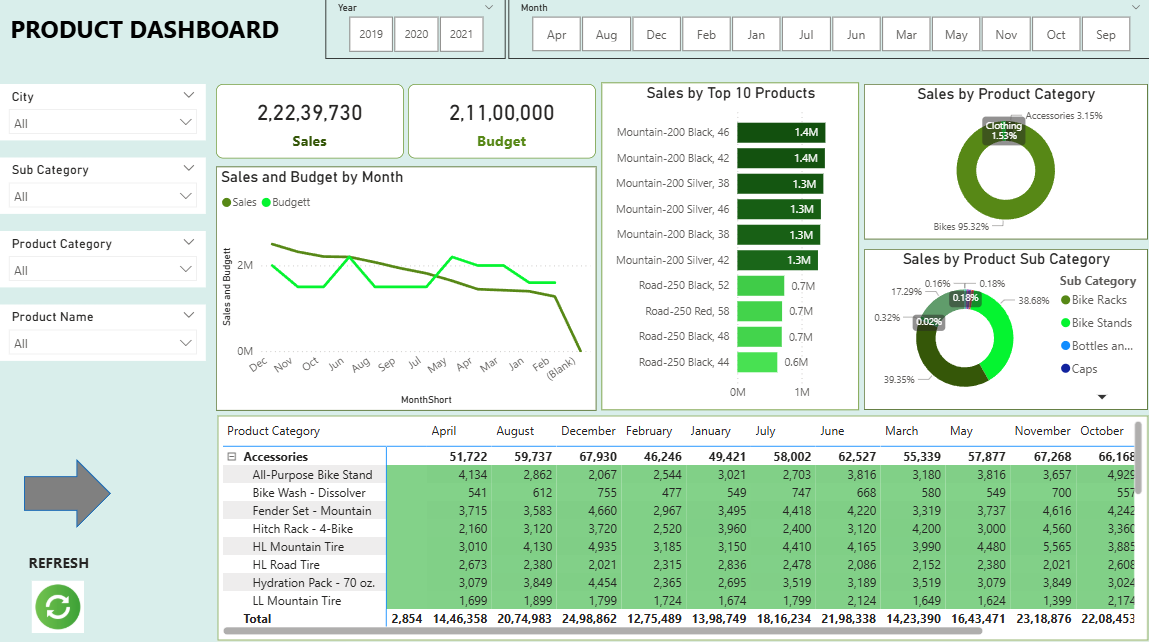 PRODUCT DASHBOARD
Year
2019 2020 2021
Month
Apr Aug Dec Feb Jan Jul Jun Mar May Nov Oct Sep
City
All
Sub Category
All
Product Category
All
Product Name
All
REFRESH
2,22,39,730
Sales
2,11,00,000
Budget
Sales and Budget by Month
Sales Budgett
Sales and Budgett
2M
0M
Dec Nov Oct Jun Aug Sep Jul May Apr Mar Jan Feb (Blank)
MonthShort
Sales by Top 10 Products
Mountain-200 Black, 46 1.4M
Mountain-200 Black, 42 1.4M
Mountain-200 Silver, 38 1.3M
Mountain-200 Silver, 46 1.3M
Mountain-200 Black, 38 1.3M
Mountain-200 Silver, 42 1.3M
Road-250 Black, 52 0.7M
Road-250 Red, 58 0.7M
Road-250 Black, 48 0.7M
Road-250 Black, 44 0.6M
0M 1M
Sales by Product Category
Accessories 3.15%
Clothing
1.53%
Bikes 95.32%
Sales by Product Sub Category
0.16% 0.18%
17.29% 0.18% 38.68%
0.32% 0.02%
39.35%
Sub Category
Bike Racks
Bike Stands
Bottles an...
Caps
Product Category April August December February January July June March May November October
Accessories 51,722 59,737 67,930 46,246 49,421 58,002 62,527 55,339 57,877 67,268 66,168
All-Purpose Bike Stand 4,134 2,862 2,067 2,544 3,021 2,703 3,816 3,180 3,816 3,657 4,929
Bike Wash - Dissolver 541 612 755 477 549 747 668 580 549 700 557
Fender Set - Mountain 3,715 3,583 4,660 2,967 3,495 4,418 4,220 3,319 3,737 4,616 4,242
Hitch Rack - 4-Bike 2,160 3,120 3,720 2,520 3,960 2,400 3,120 4,200 3,000 4,560 3,360
HL Mountain Tire 3,010 4,130 4,935 3,185 3,150 4,410 4,165 3,990 4,480 5,565 3,885
HL Road Tire 2,673 2,380 2,021 2,315 2,836 2,478 2,086 2,152 2,380 2,021 2,608
Hydration Pack - 70 oz. 3,079 3,849 4,454 2,365 2,695 3,519 3,189 3,519 3,079 3,849 3,024
LL Mountain Tire 1,699 1,899 1,799 1,724 1,674 1,799 2,124 1,649 1,624 1,399 2,174
Total 2,854 14,46,358 20,74,983 24,98,862 12,75,489 13,98,749 18,16,234 21,98,338 14,23,390 16,43,471 23,18,876 22,08,453